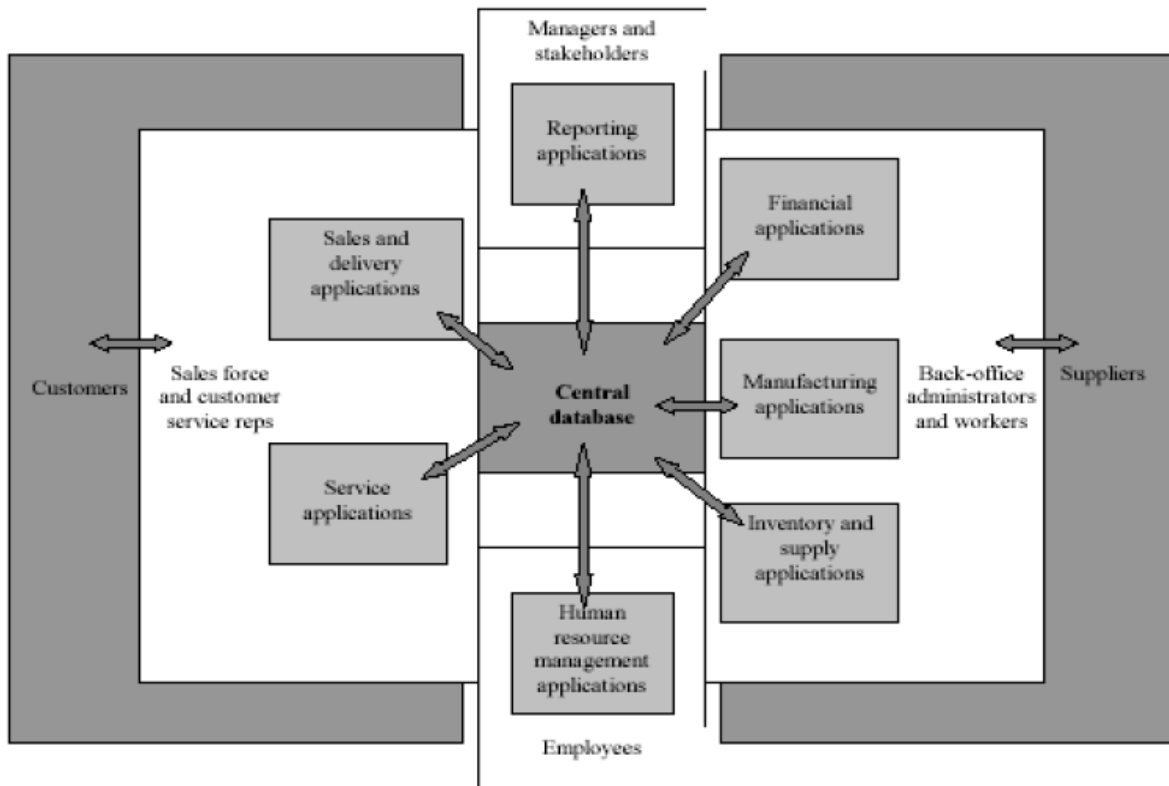 Managers and
stakeholders
Reporting
applications
Financial
applications
Sales and
delivery
applications
Customers
Sales force
and customer
service reps
Central
database
Manufacturing
applications
Back-office
administrators
and workers
Suppliers
Service
applications
Inventory and
supply
applications
Human
resource
management
applications
Employees